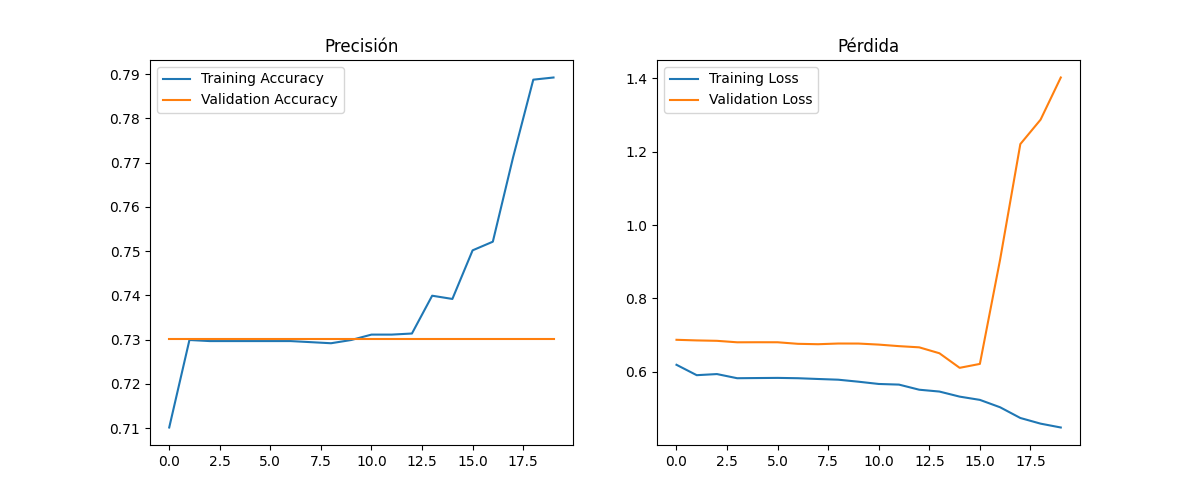 Precisión
Training Accuracy
Validation Accuracy
0.79
0.78
0.77
0.76
0.75
0.74
0.73
0.72
0.71
0.0 2.5 5.0 7.5 10.0 12.5 15.0 17.5
Pérdida
Training Loss
Validation Loss
1.4
1.2
1.0
0.8
0.6
0.0 2.5 5.0 7.5 10.0 12.5 15.0 17.5